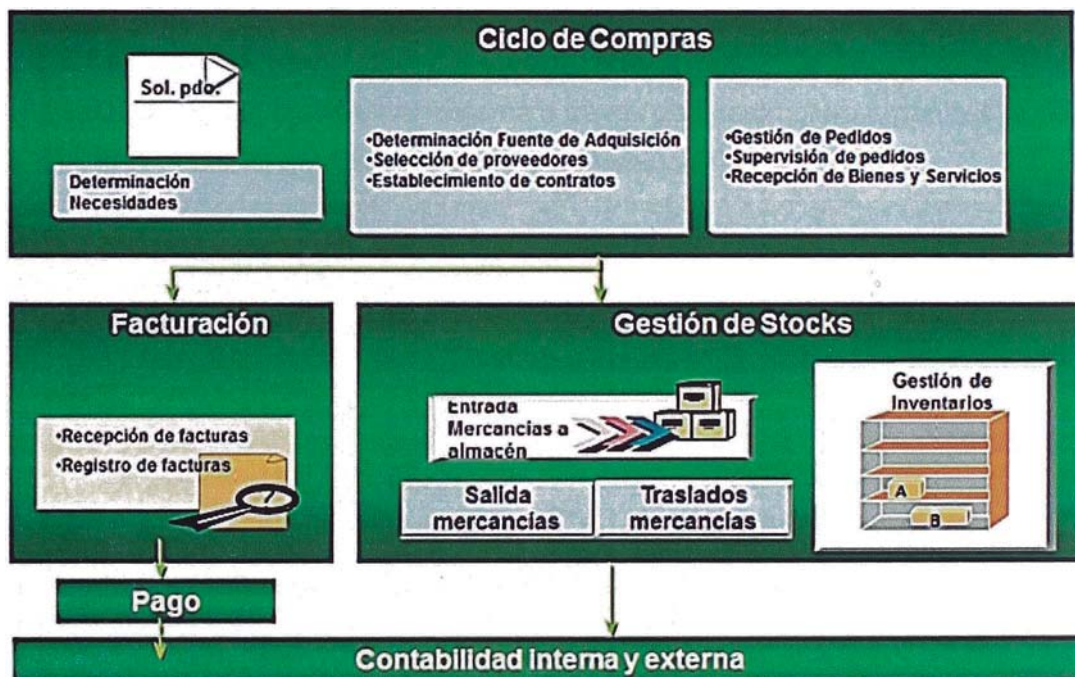 Ciclo de Compras
Sol. pdo.
Determinación
Necesidades
•Determinación Fuente de Adquisición
•Selección de proveedores
•Establecimiento de contratos
•Gestión de Pedidos
•Supervisión de pedidos
•Recepción de Bienes y Servicios
Facturación
•Recepción de facturas
•Registro de facturas
Pago
Gestión de Stocks
Entrada
Mercancías a
almacén
Salida
mercancías
Traslados
mercancías
Gestión de
Inventarios
A
B
Contabilidad interna y externa